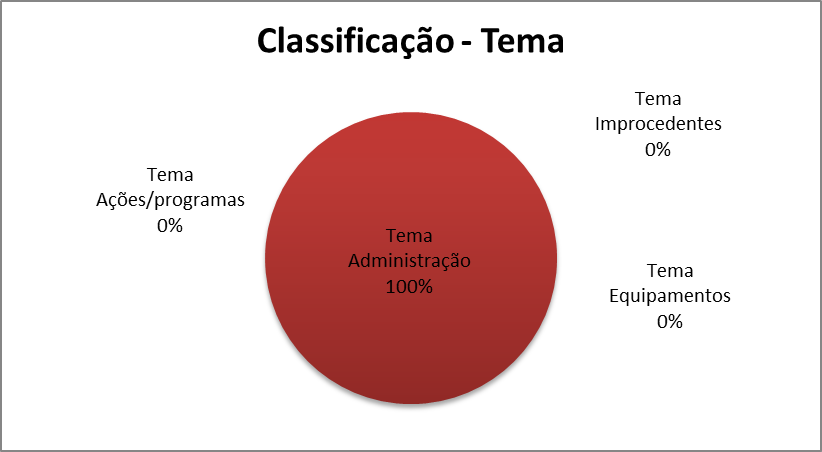 Classificação - Tema
Tema
Improcedentes
0%
Tema
Ações/programas
0%
Tema
Administração
100%
Tema
Equipamentos
0%